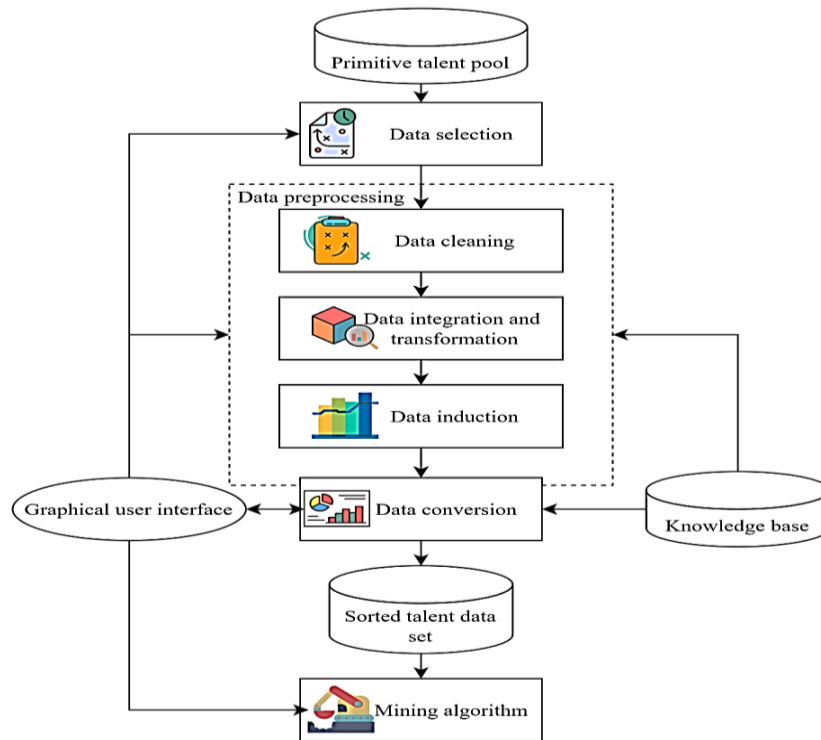 Primitive talent pool
Data selection
Data preprocessing
Data cleaning
Data integration and
transformation
Data induction
Graphical user interface
Data conversion
Knowledge base
Sorted talent data
set
Mining algorithm